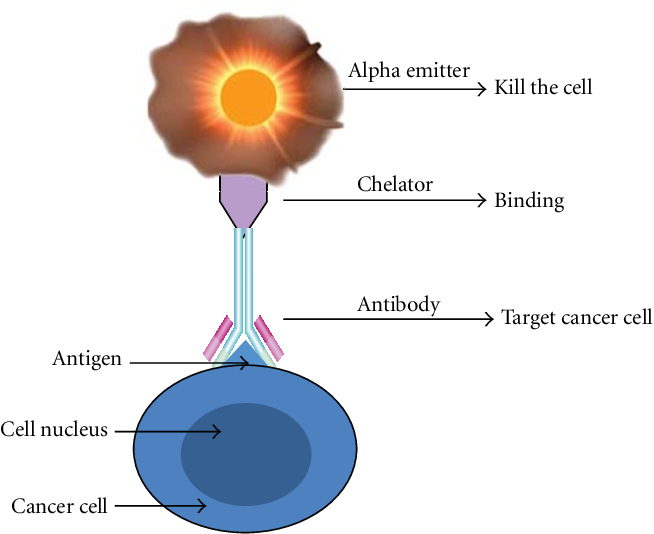 Alpha emitter
Kill the cell
Chelator
Binding
Antibody
Target cancer cell
Antigen
Cell nucleus
Cancer cell